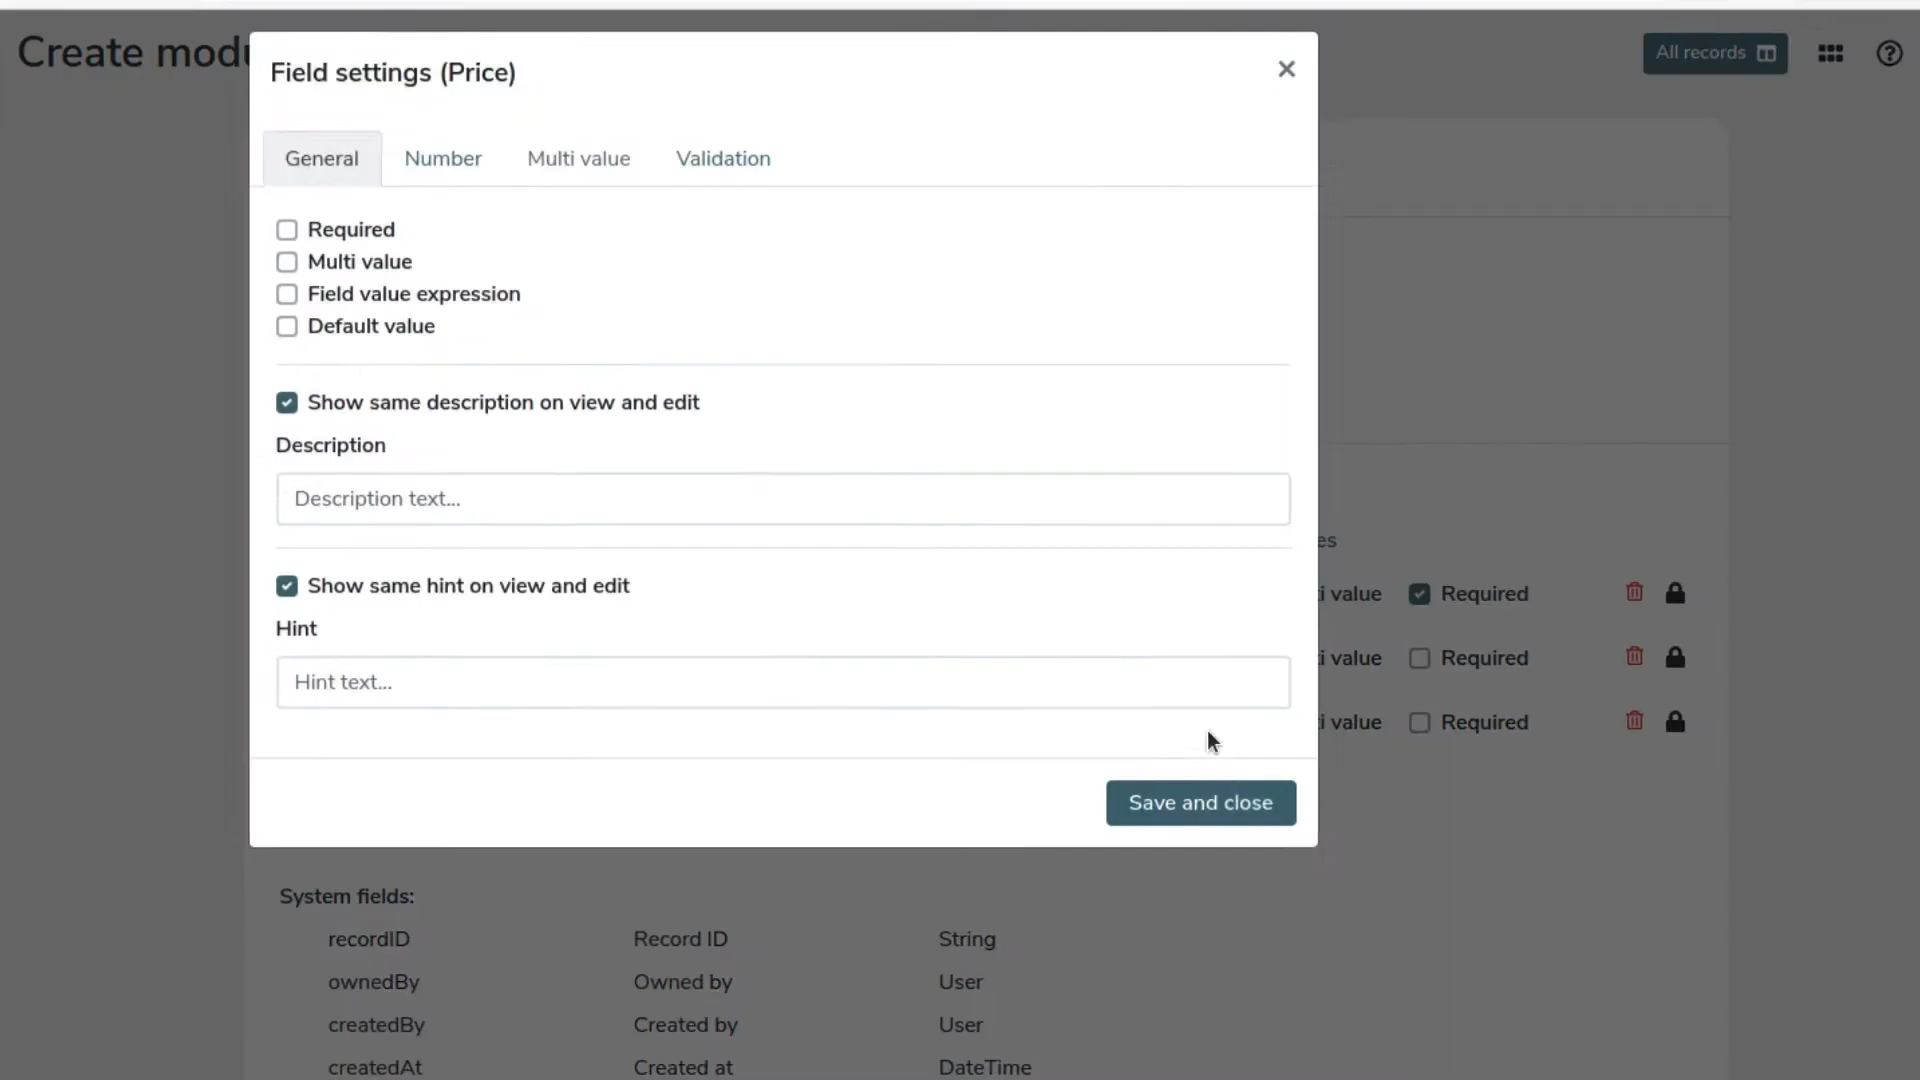 Create modu
All records
Field settings (Price)
General
Number
Multi value
Validation
Required
Multi value
Field value expression
Default value
Show same description on view and edit
Description
Description text...
Show same hint on view and edit
Hint
Hint text...
Save and close
es
i value Required
i value Required
i value Required
System fields:
recordID Record ID String
ownedBy Owned by User
createdBy Created by User
createdAt Created at DateTime